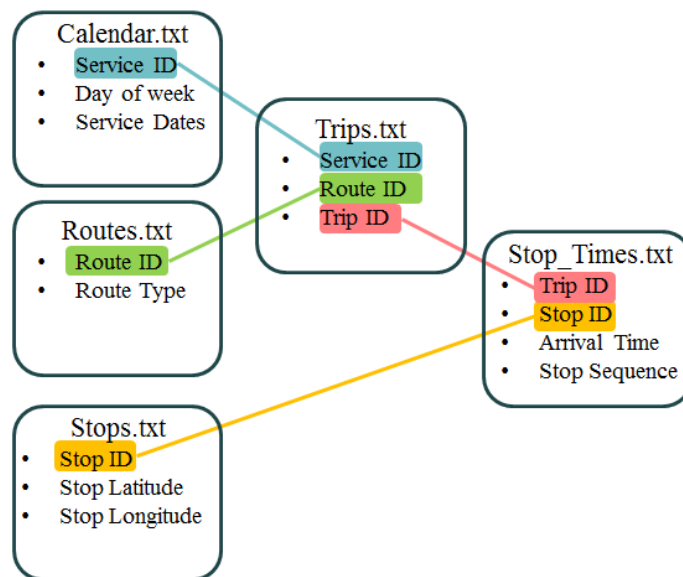 Calendar.txt
• Service ID
• Day of week
• Service Dates
Trips.txt
• Service ID
• Route ID
• Trip ID
Routes.txt
• Route ID
• Route Type
Stop_Times.txt
• Trip ID
• Stop ID
• Arrival Time
• Stop Sequence
Stops.txt
• Stop ID
• Stop Latitude
• Stop Longitude